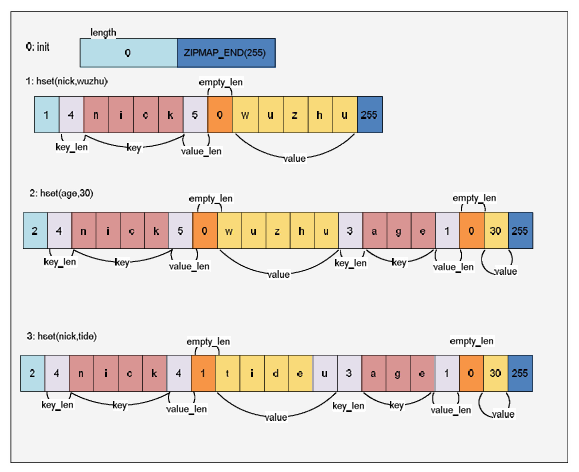 length
0: init
0 ZIPMAP_END(255)
1: hset(nick,wuzhu)
empty_len
1 4 n i c k 5 0 w u z h u 255
key_len key value_len value
2: hset(age,30)
empty_len empty_len
2 4 n i c k 5 0 w u z h u 3 a g e 1 0 30 255
key_len key value_len value key_len key value_len value
3: hset(nick,tide)
empty_len empty_len
2 4 n i c k 4 1 t i d e u 3 a g e 1 0 30 255
key_len key value_len value key_len key value_len value